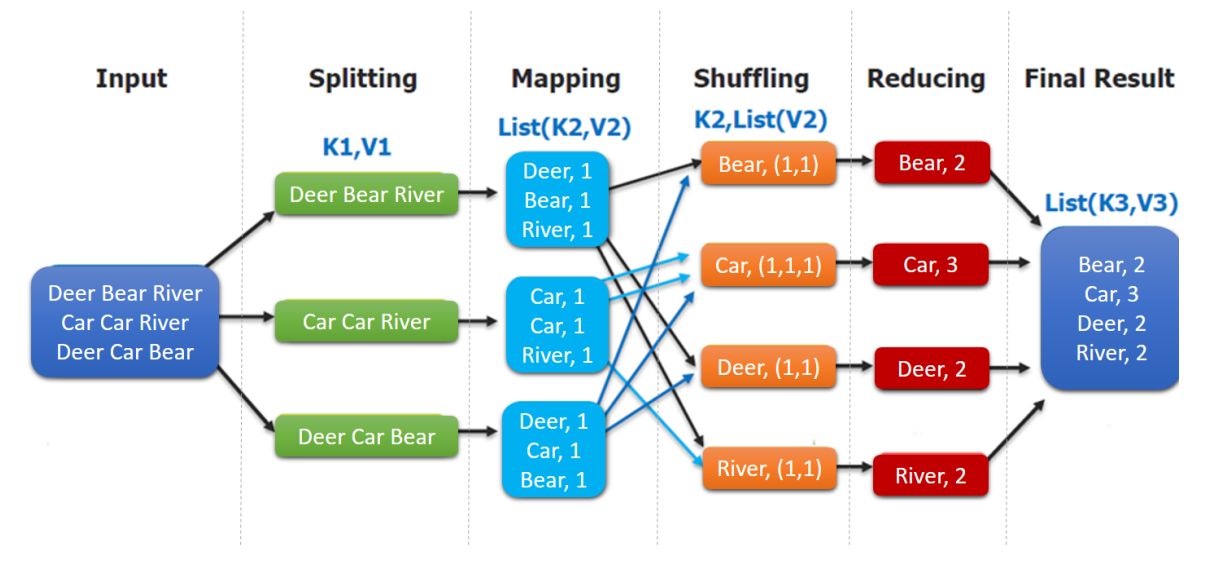 Input
Splitting
Mapping
Shuffling
Reducing
Final Result
K1,V1
List(K2,V2)
K2,List(V2)
List(K3,V3)
Deer Bear River
Car Car River
Deer Car Bear
Deer Bear River
Car Car River
Deer Car Bear
Deer, 1
Bear, 1
River, 1
Car, 1
Car, 1
River, 1
Deer, 1
Car, 1
Bear, 1
Bear, (1,1)
Car, (1,1,1)
Deer, (1,1)
River, (1,1)
Bear, 2
Car, 3
Deer, 2
River, 2
Bear, 2
Car, 3
Deer, 2
River, 2